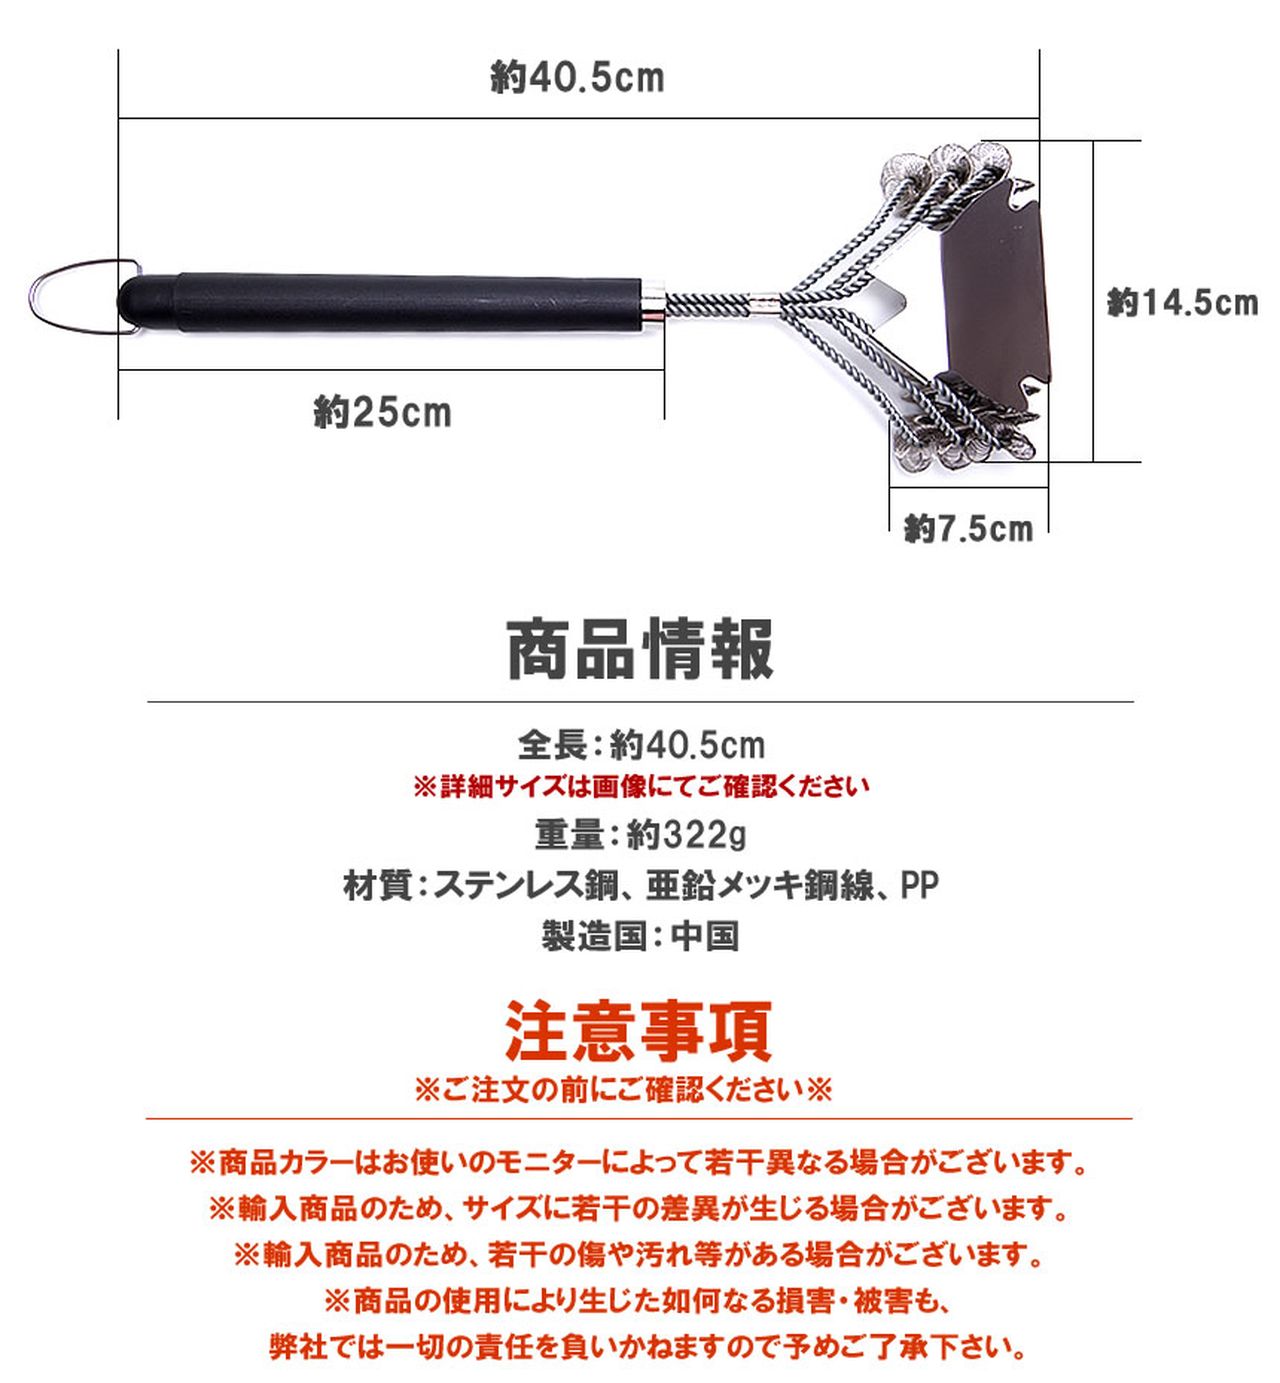 約40.5cm
約14.5cm
約25cm
約7.5cm
商品情報
全長：約40.5cm
※詳細サイズは画像にてご確認ください
重量：約322g
材質：ステンレス鋼、亜鉛メッキ鋼線、PP
製造国：中国
注意事項
※ご注文の前にご確認ください※
※商品カラーはお使いのモニターによって若干異なる場合がございます。
※輸入商品のため、サイズに若干の差異が生じる場合がございます。
※輸入商品のため、若干の傷や汚れ等がある場合がございます。
※商品の使用により生じた如何なる損害・被害も、
弊社では一切の責任を負いかねますので予めご了承下さい。